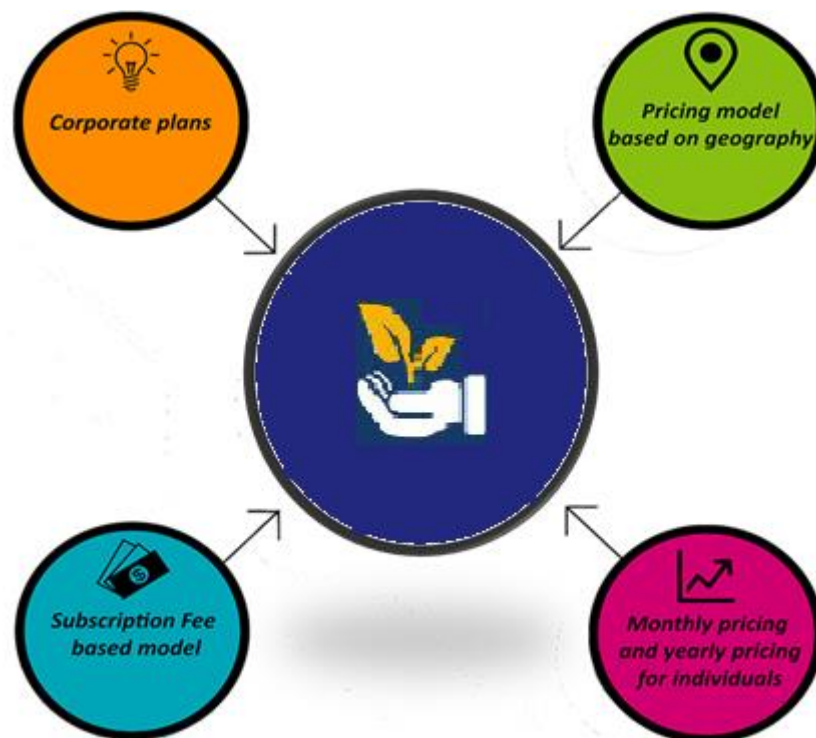 Corporate plans
Pricing model
based on geography
Subscription Fee
based model
Monthly pricing
and yearly pricing
for individuals